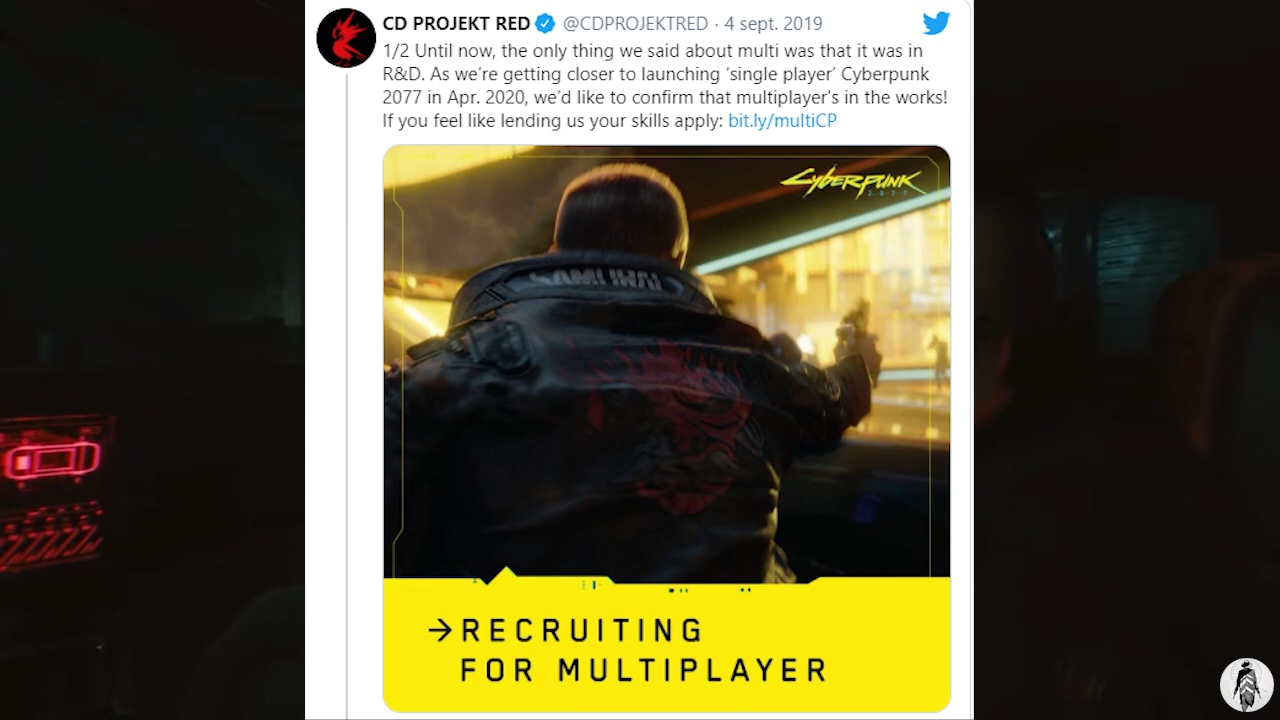 CD PROJEKT RED @CDPROJEKTRED · 4 sept. 2019
1/2 Until now, the only thing we said about multi was that it was in
R&D. As we’re getting closer to launching ‘single player’ Cyberpunk
2077 in Apr. 2020, we’d like to confirm that multiplayer's in the works!
If you feel like lending us your skills apply: bit.ly/multiCP
CYBERPUNK
2077
SAMURAI
→RECRUITING
FOR MULTIPLAYER